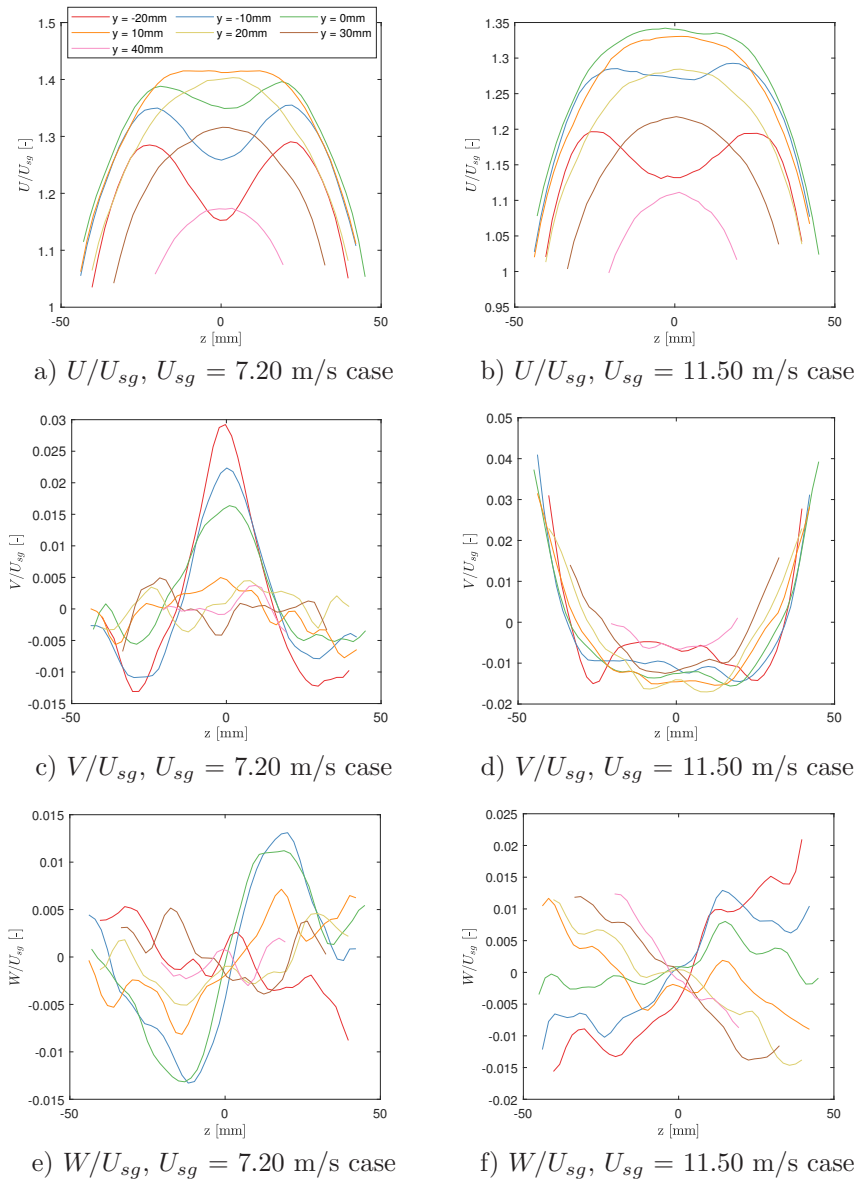 y = -20mm y = -10mm y = 0mm
y = 10mm y = 20mm y = 30mm
y = 40mm
1.5
1.4
1.3
1.2
1.1
1
U/U_sg [-]
-50 0 50
z [mm]
1.35
1.3
1.25
1.2
1.15
1.1
1.05
1
0.95
U/U_sg [-]
-50 0 50
z [mm]
a) U/U_sg, U_sg = 7.20 m/s case
b) U/U_sg, U_sg = 11.50 m/s case
0.03
0.025
0.02
0.015
0.01
0.005
0
-0.005
-0.01
-0.015
V/U_sg [-]
-50 0 50
z [mm]
0.05
0.04
0.03
0.02
0.01
0
-0.01
-0.02
V/U_sg [-]
-50 0 50
z [mm]
c) V/U_sg, U_sg = 7.20 m/s case
d) V/U_sg, U_sg = 11.50 m/s case
0.015
0.01
0.005
0
-0.005
-0.01
-0.015
W/U_sg [-]
-50 0 50
z [mm]
0.025
0.02
0.015
0.01
0.005
0
-0.005
-0.01
-0.015
-0.02
W/U_sg [-]
-50 0 50
z [mm]
e) W/U_sg, U_sg = 7.20 m/s case
f) W/U_sg, U_sg = 11.50 m/s case